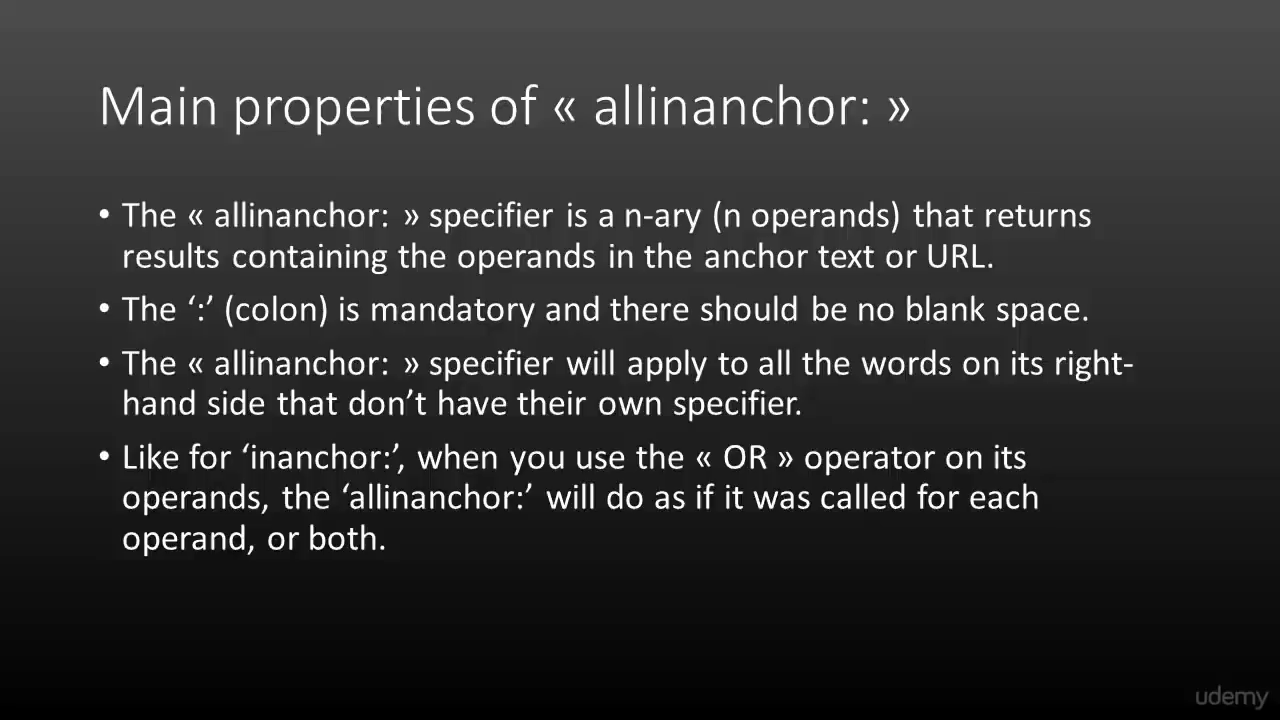 Main properties of « allinanchor: »
• The « allinanchor: » specifier is a n-ary (n operands) that returns
results containing the operands in the anchor text or URL.
• The ‘:’ (colon) is mandatory and there should be no blank space.
• The « allinanchor: » specifier will apply to all the words on its right-
hand side that don’t have their own specifier.
• Like for ‘inanchor:’, when you use the « OR » operator on its
operands, the ‘allinanchor:’ will do as if it was called for each
operand, or both.
udemy